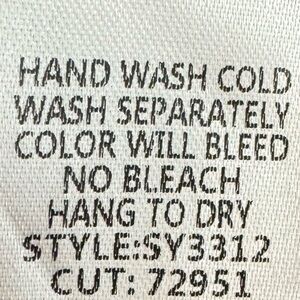 HAND WASH COLD
WASH SEPARATELY
COLOR WILL BLEED
NO BLEACH
HANG TO DRY
STYLE:SY3312
CUT: 72951